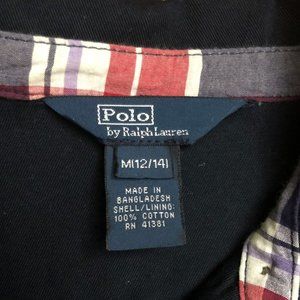 Polo
by Ralph Lauren
M(12/14)
MADE IN
BANGLADESH
SHELL/LINING:
100% COTTON
RN 41381